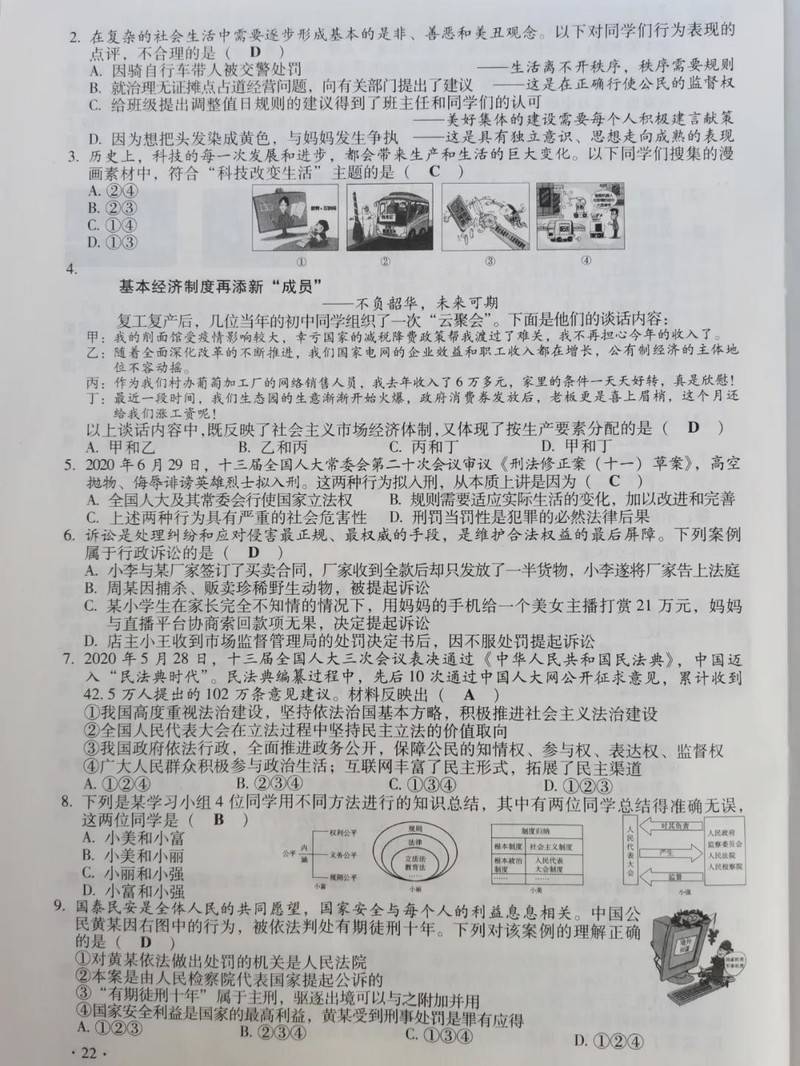 2. 在复杂的社会生活中需要逐步形成基本的是非、善恶和美丑观念。以下对同学们行为表现的
点评，不合理的是（ D ）
A. 因骑自行车带人被交警处罚 ——生活离不开秩序，秩序需要规则
B. 就治理无证摊点占道经营问题，向有关部门提出了建议 ——这是在正确行使公民的监督权
C. 给班级提出调整值日规则的建议得到了班主任和同学们的认可
——美好集体的建设需要每个人积极建言献策
D. 因为想把头发染成黄色，与妈妈发生争执 ——这是具有独立意识、思想走向成熟的表现
3. 历史上，科技的每一次发展和进步，都会带来生产和生活的巨大变化。以下同学们搜集的漫
画素材中，符合“科技改变生活”主题的是（ C ）
A. ②④
B. ②③
C. ①④
D. ①③
① ② ③ ④
4.
基本经济制度再添新“成员”
——不负韶华，未来可期
复工复产后，几位当年的初中同学组织了一次“云聚会”。下面是他们的谈话内容：
甲：我的削面馆受疫情影响较大，幸亏国家的减税降费政策帮我渡过了难关，我不再担心今年的收入了。
乙：随着全面深化改革的不断推进，我们国家电网的企业效益和职工收入都在增长，公有制经济的主体地
位不容动摇。
丙：作为我们村办葡萄加工厂的网络销售人员，我去年收入了6万多元，家里的条件一天天好转，真是欣慰！
丁：最近一段时间，我们生态园的生意渐渐开始火爆，政府消费券发放后，老板更是喜上眉梢，这个月还
给我们涨工资呢！
以上谈话内容中，既反映了社会主义市场经济体制，又体现了按生产要素分配的是（ D ）
A. 甲和乙 B. 乙和丙 C. 丙和丁 D. 甲和丁
5. 2020年6月29日，十三届全国人大常委会第二十次会议审议《刑法修正案（十一）草案》，高空
抛物、侮辱诽谤英雄烈士拟入刑。这两种行为拟入刑，从本质上讲是因为（ C ）
A. 全国人大及其常委会行使国家立法权 B. 规则需要适应实际生活的变化，加以改进和完善
C. 上述两种行为具有严重的社会危害性 D. 刑罚当罚性是犯罪的必然法律后果
6. 诉讼是处理纠纷和应对侵害最正规、最权威的手段，是维护合法权益的最后屏障。下列案例
属于行政诉讼的是（ D ）
A. 小李与某厂家签订了买卖合同，厂家收到全款后却只发放了一半货物，小李遂将厂家告上法庭
B. 周某因捕杀、贩卖珍稀野生动物，被提起诉讼
C. 某小学生在家长完全不知情的情况下，用妈妈的手机给一个美女主播打赏21万元，妈妈
与直播平台协商索回款项无果，决定提起诉讼
D. 店主小王收到市场监督管理局的处罚决定书后，因不服处罚提起诉讼
7. 2020年5月28日，十三届全国人大三次会议表决通过《中华人民共和国民法典》，中国迈
入“民法典时代”。民法典编纂过程中，先后10次通过中国人大网公开征求意见，累计收到
42.5万人提出的102万条意见建议。材料反映出（ A ）
①我国高度重视法治建设，坚持依法治国基本方略，积极推进社会主义法治建设
②全国人民代表大会在立法过程中坚持民主立法的价值取向
③我国政府依法行政，全面推进政务公开，保障公民的知情权、参与权、表达权、监督权
④广大人民群众积极参与政治生活；互联网丰富了民主形式，拓展了民主渠道
A. ①②④ B. ②③④ C. ①③④ D. ①②③
8. 下列是某学习小组4位同学用不同方法进行的知识总结，其中有两位同学总结得准确无误，
这两位同学是（ B ）
A. 小美和小富
B. 小美和小丽
C. 小丽和小强
D. 小富和小强
公平 内涵 权利公平 义务公平 规则公平
小富
规则 法律 立法法 教育法 ……
小丽
制度归纳
根本制度 社会主义制度
根本政治制度 人民代表大会制度
…… ……
小美
人民代表大会 对其负责 产生 监督 人民政府 监察委员会 人民法院 人民检察院
小强
9. 国泰民安是全体人民的共同愿望，国家安全与每个人的利益息息相关。中国公
民黄某因右图中的行为，被依法判处有期徒刑十年。下列对该案例的理解正确
的是（ D ）
①对黄某依法做出处罚的机关是人民法院
②本案是由人民检察院代表国家提起公诉的
③“有期徒刑十年”属于主刑，驱逐出境可以与之附加并用
④国家安全利益是国家的最高利益，黄某受到刑事处罚是罪有应得
A. ①②③ B. ②③④ C. ①③④ D. ①②④
·22·